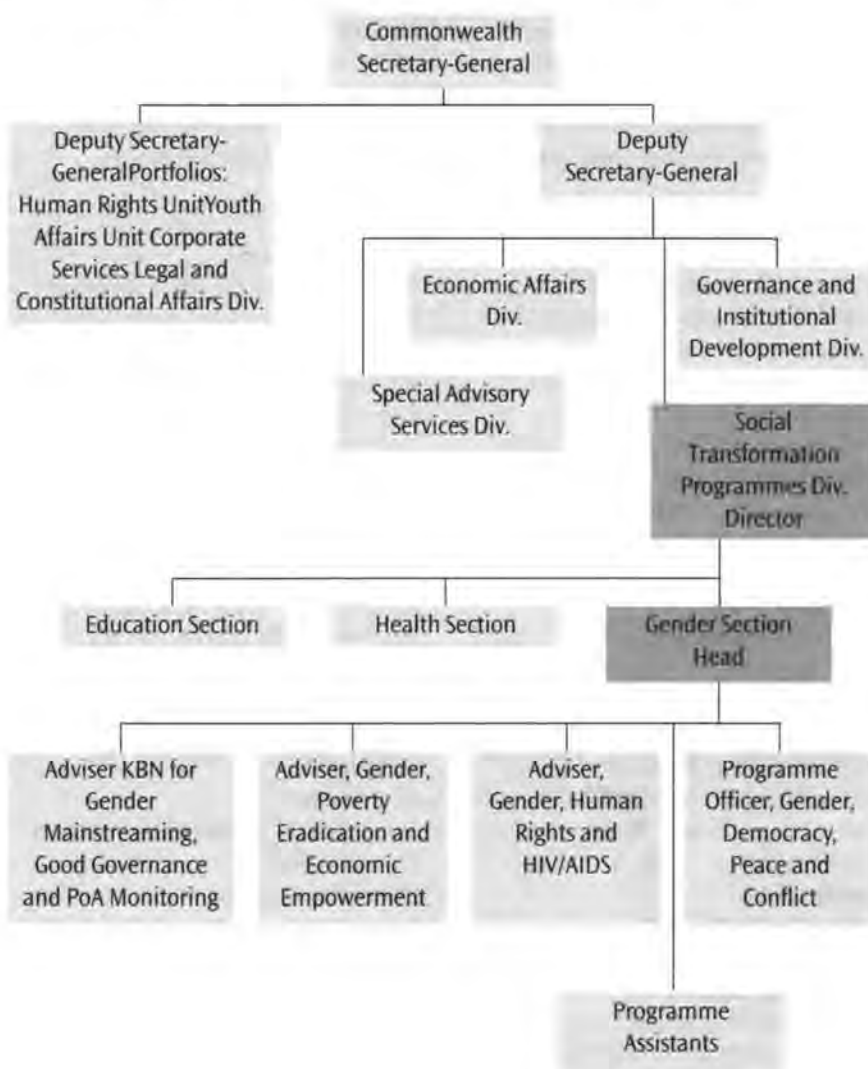 Commonwealth
Secretary-General
Deputy Secretary-
GeneralPortfolios:
Human Rights UnitYouth
Affairs Unit Corporate
Services Legal and
Constitutional Affairs Div.
Deputy
Secretary-General
Economic Affairs
Div.
Governance and
Institutional
Development Div.
Special Advisory
Services Div.
Social
Transformation
Programmes Div.
Director
Education Section
Health Section
Gender Section
Head
Adviser KBN for
Gender
Mainstreaming,
Good Governance
and PoA Monitoring
Adviser, Gender,
Poverty
Eradication and
Economic
Empowerment
Adviser,
Gender, Human
Rights and
HIV/AIDS
Programme
Officer, Gender,
Democracy,
Peace and
Conflict
Programme
Assistants